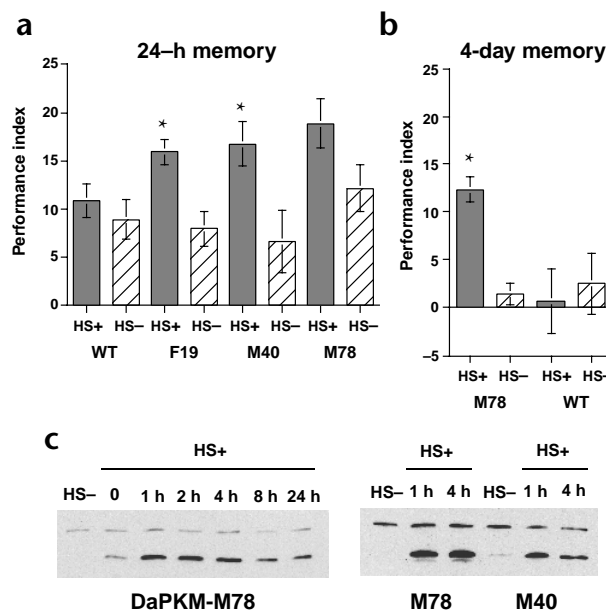 a
24–h memory
Performance index
25
20
15
10
5
0
*
*
HS+ HS– HS+ HS– HS+ HS– HS+ HS–
WT F19 M40 M78
b
4-day memory
Performance index
25
20
15
10
5
0
–5
*
HS+ HS– HS+ HS–
M78 WT
c
HS+
HS– 0 1 h 2 h 4 h 8 h 24 h
DaPKM-M78
HS+ HS+
HS– 1 h 4 h HS– 1 h 4 h
M78 M40